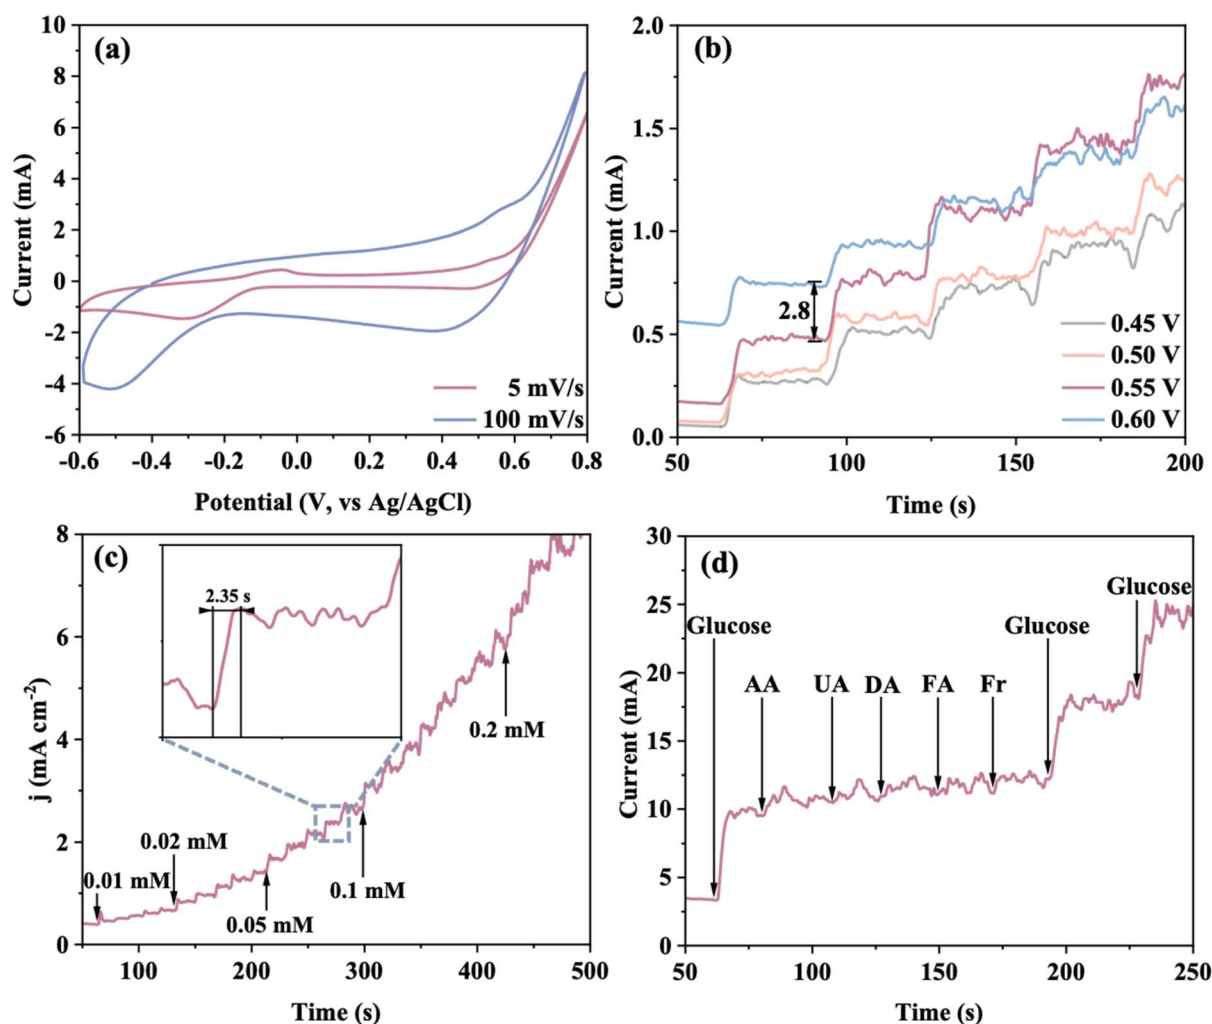 (a)
10
8
6
4
2
0
-2
-4
-6
Current (mA)
5 mV/s
100 mV/s
-0.6 -0.4 -0.2 0.0 0.2 0.4 0.6 0.8
Potential (V, vs Ag/AgCl)
(b)
2.0
1.5
1.0
0.5
0.0
Current (mA)
2.8
0.45 V
0.50 V
0.55 V
0.60 V
50 100 150 200
Time (s)
(c)
8
6
4
2
0
j (mA cm-2)
2.35 s
0.2 mM
0.02 mM
0.01 mM
0.1 mM
0.05 mM
100 200 300 400 500
Time (s)
(d)
30
25
20
15
10
5
0
Current (mA)
Glucose
Glucose Glucose
AA UA DA FA Fr
50 100 150 200 250
Time (s)